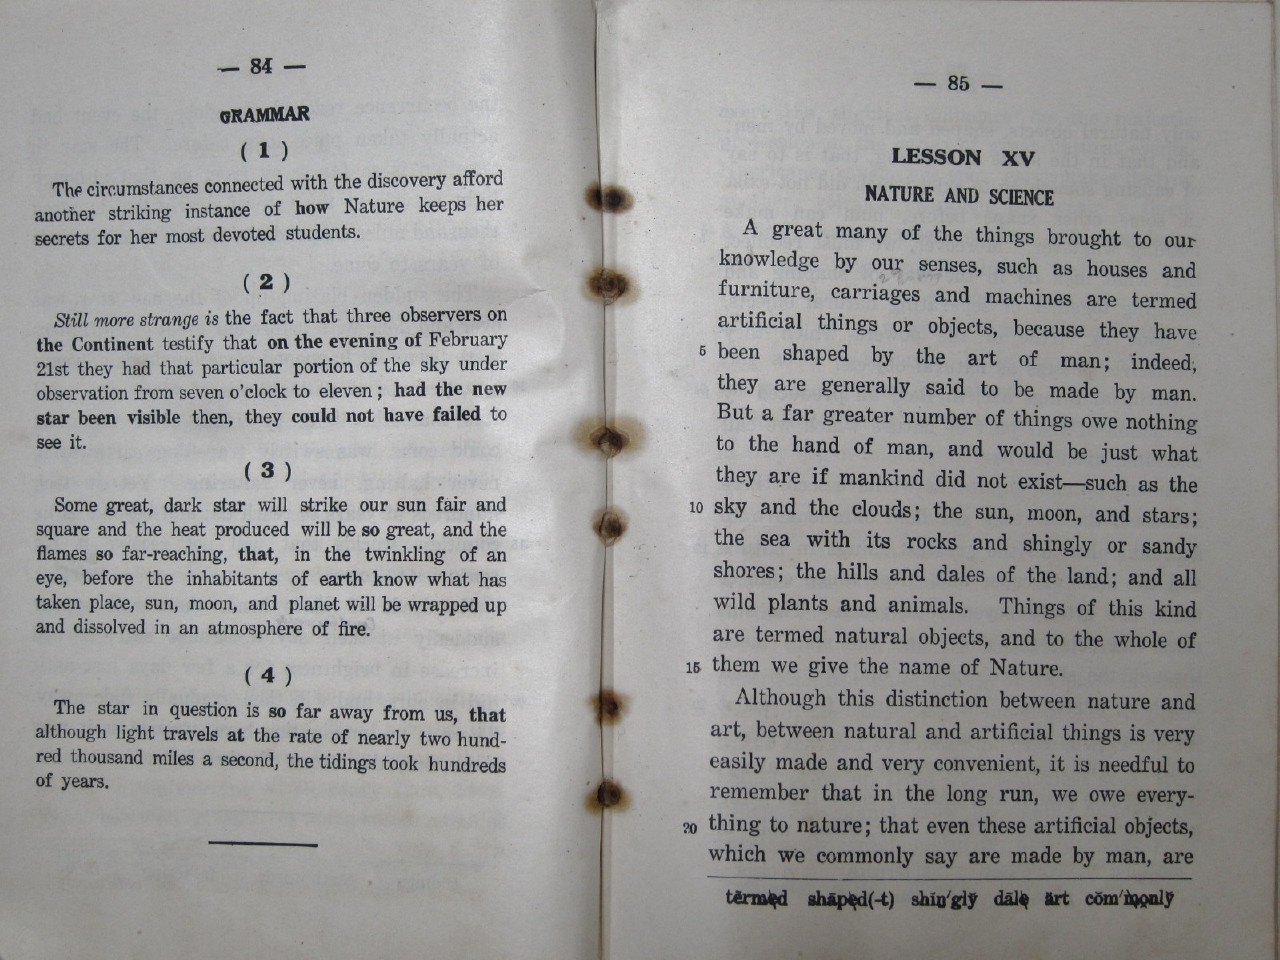 — 84 —
GRAMMAR
( 1 )
The circumstances connected with the discovery afford
another striking instance of how Nature keeps her
secrets for her most devoted students.
( 2 )
Still more strange is the fact that three observers on
the Continent testify that on the evening of February
21st they had that particular portion of the sky under
observation from seven o'clock to eleven; had the new
star been visible then, they could not have failed to
see it.
( 3 )
Some great, dark star will strike our sun fair and
square and the heat produced will be so great, and the
flames so far-reaching, that, in the twinkling of an
eye, before the inhabitants of earth know what has
taken place, sun, moon, and planet will be wrapped up
and dissolved in an atmosphere of fire.
( 4 )
The star in question is so far away from us, that
although light travels at the rate of nearly two hund-
red thousand miles a second, the tidings took hundreds
of years.
— 85 —
LESSON XV
NATURE AND SCIENCE
A great many of the things brought to our
knowledge by our senses, such as houses and
furniture, carriages and machines are termed
artificial things or objects, because they have
5 been shaped by the art of man; indeed,
they are generally said to be made by man.
But a far greater number of things owe nothing
to the hand of man, and would be just what
they are if mankind did not exist—such as the
10 sky and the clouds; the sun, moon, and stars;
the sea with its rocks and shingly or sandy
shores; the hills and dales of the land; and all
wild plants and animals. Things of this kind
are termed natural objects, and to the whole of
15 them we give the name of Nature.
Although this distinction between nature and
art, between natural and artificial things is very
easily made and very convenient, it is needful to
remember that in the long run, we owe every-
20 thing to nature; that even these artificial objects,
which we commonly say are made by man, are
tẽrmed shāped(-t) shĭn'glў dāle ärt cŏm'monlў